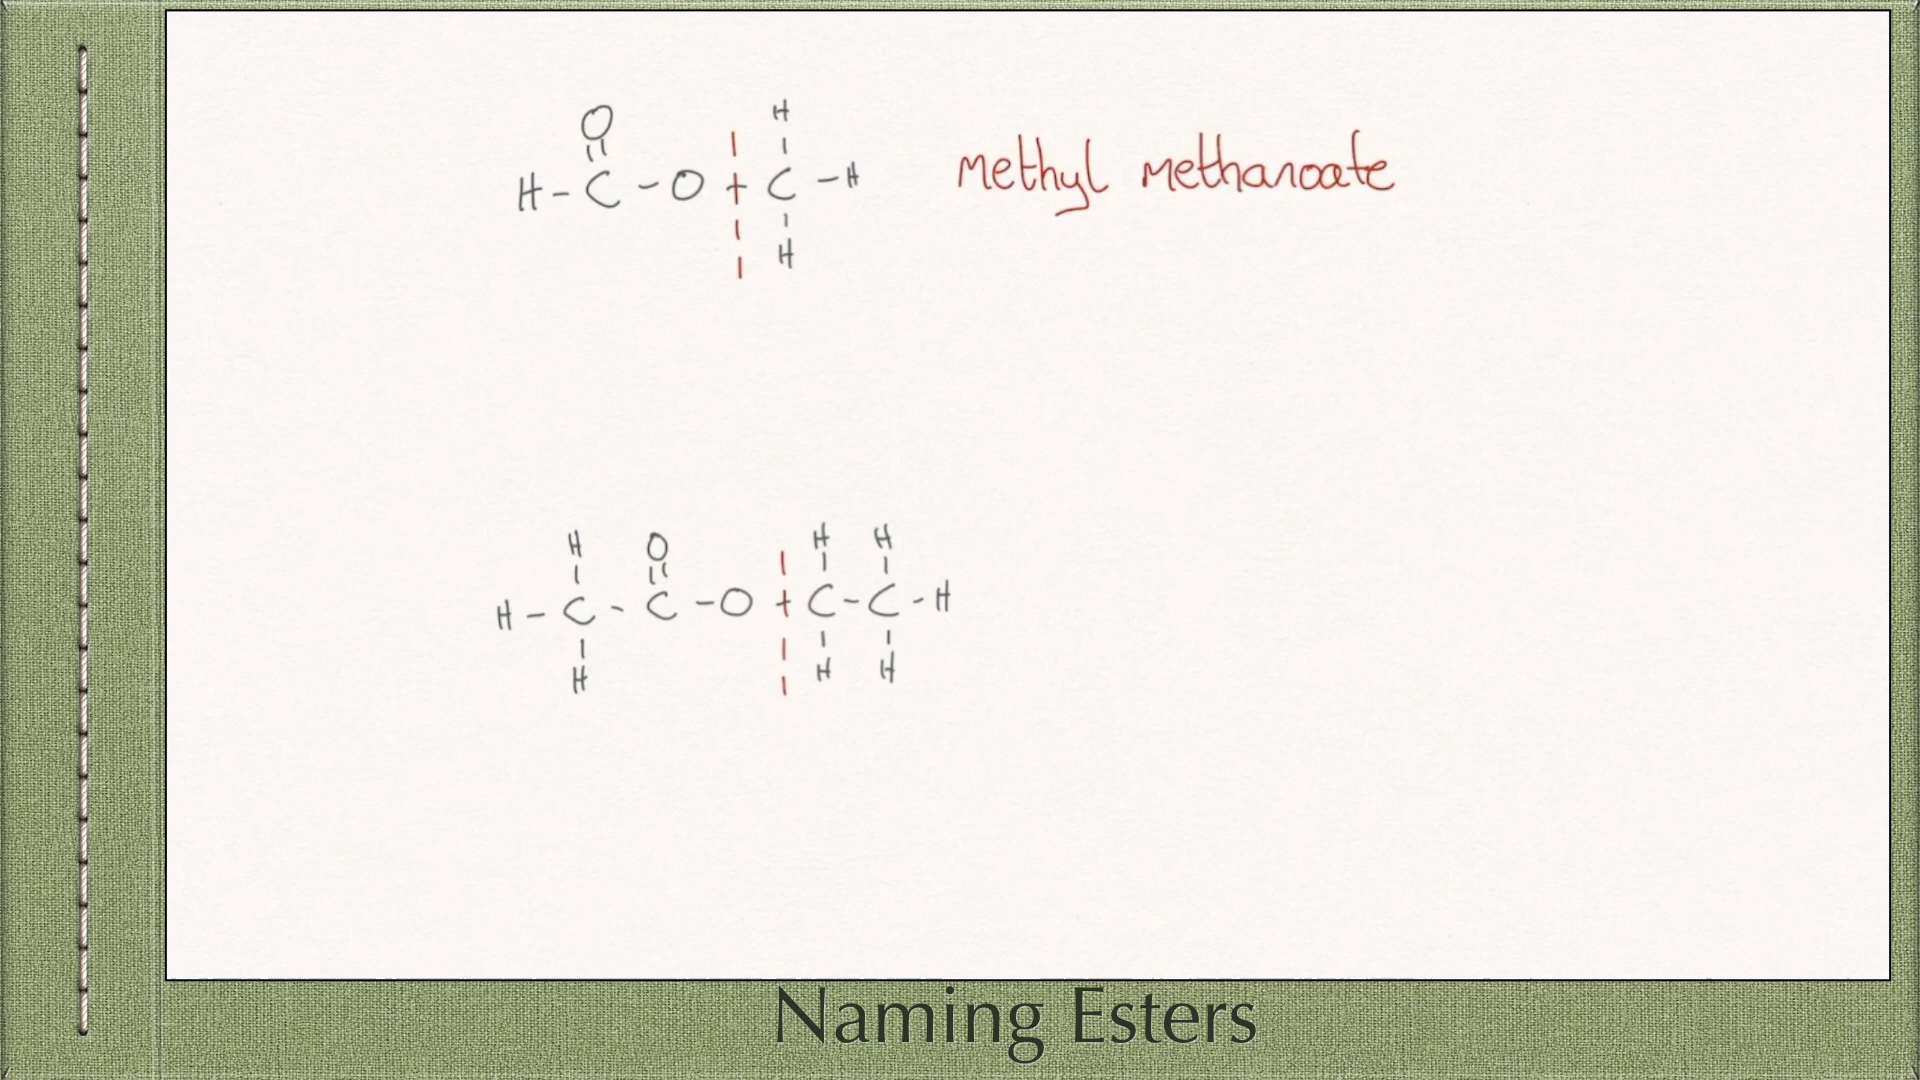 O H
H - C - O + C - H methyl methanoate
H
H O H H
H - C - C - O + C - C - H
H H H
Naming Esters